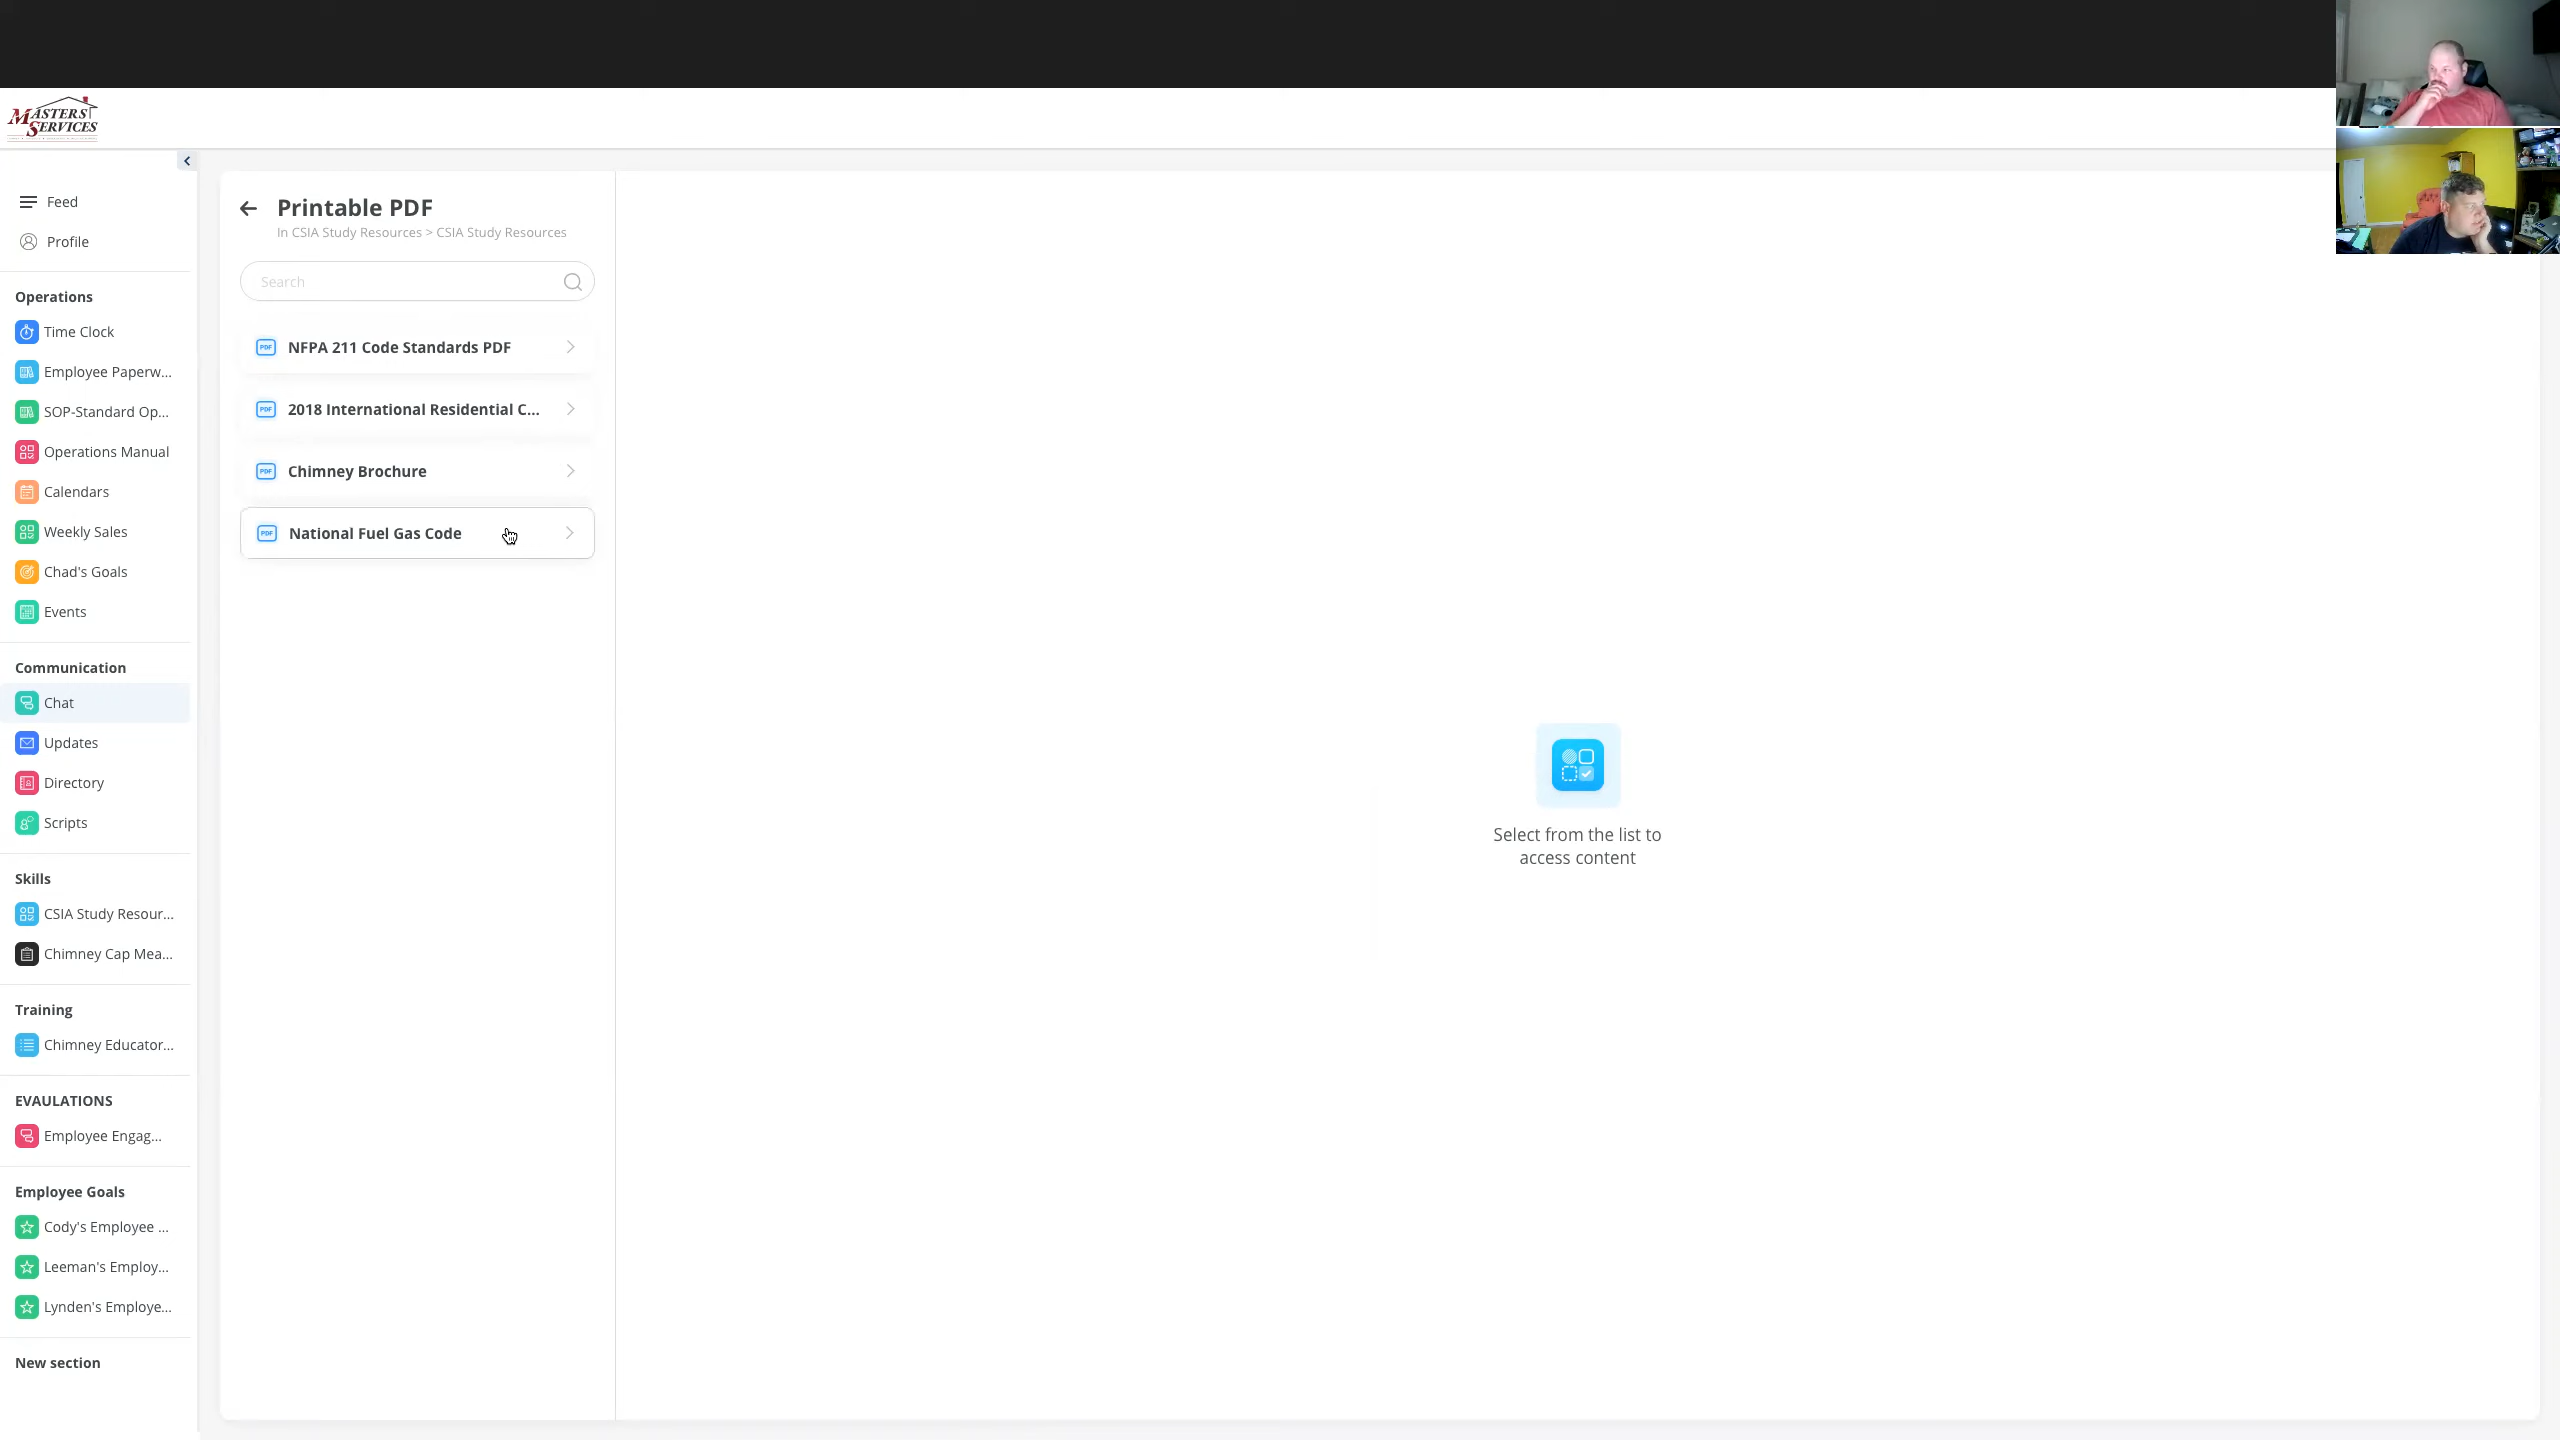 MASTERS
SERVICES
Feed
Profile
Operations
Time Clock
Employee Paperw...
SOP-Standard Op...
Operations Manual
Calendars
Weekly Sales
Chad's Goals
Events
Communication
Chat
Updates
Directory
Scripts
Skills
CSIA Study Resour...
Chimney Cap Mea...
Training
Chimney Educator...
EVAULATIONS
Employee Engag...
Employee Goals
Cody's Employee ...
Leeman's Employ...
Lynden's Employe...
New section
Printable PDF
In CSIA Study Resources > CSIA Study Resources
Search
PDF NFPA 211 Code Standards PDF
PDF 2018 International Residential C...
PDF Chimney Brochure
PDF National Fuel Gas Code
Select from the list to
access content